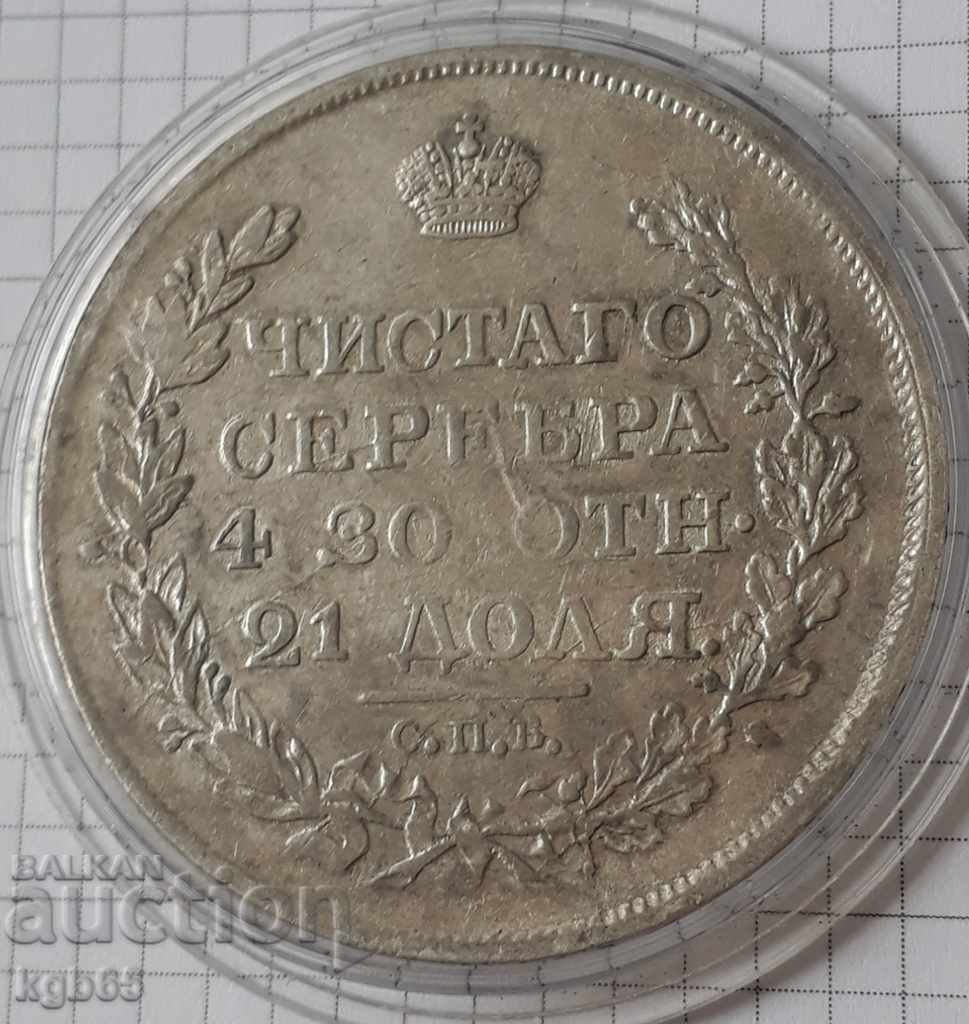 ЧИСТАГО
СЕРЕБРА
4 ЗО ОТН·
21 ДОЛЯ.
С.П.Б.
BALKAN
auction
kgb65